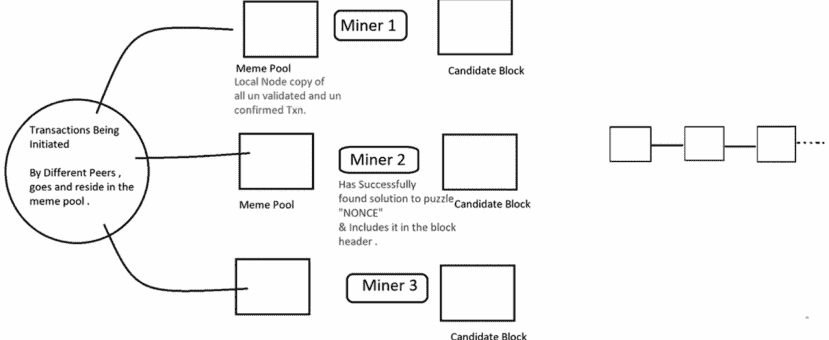 Miner 1
Meme Pool
Local Node copy of
all un validated and un
confirmed Txn.
Candidate Block
Transactions Being
Initiated
By Different Peers ,
goes and reside in the
meme pool .
Miner 2
Has Successfully
found solution to puzzle
"NONCE"
& Includes it in the block
header .
Meme Pool
Candidate Block
Miner 3
Candidate Block